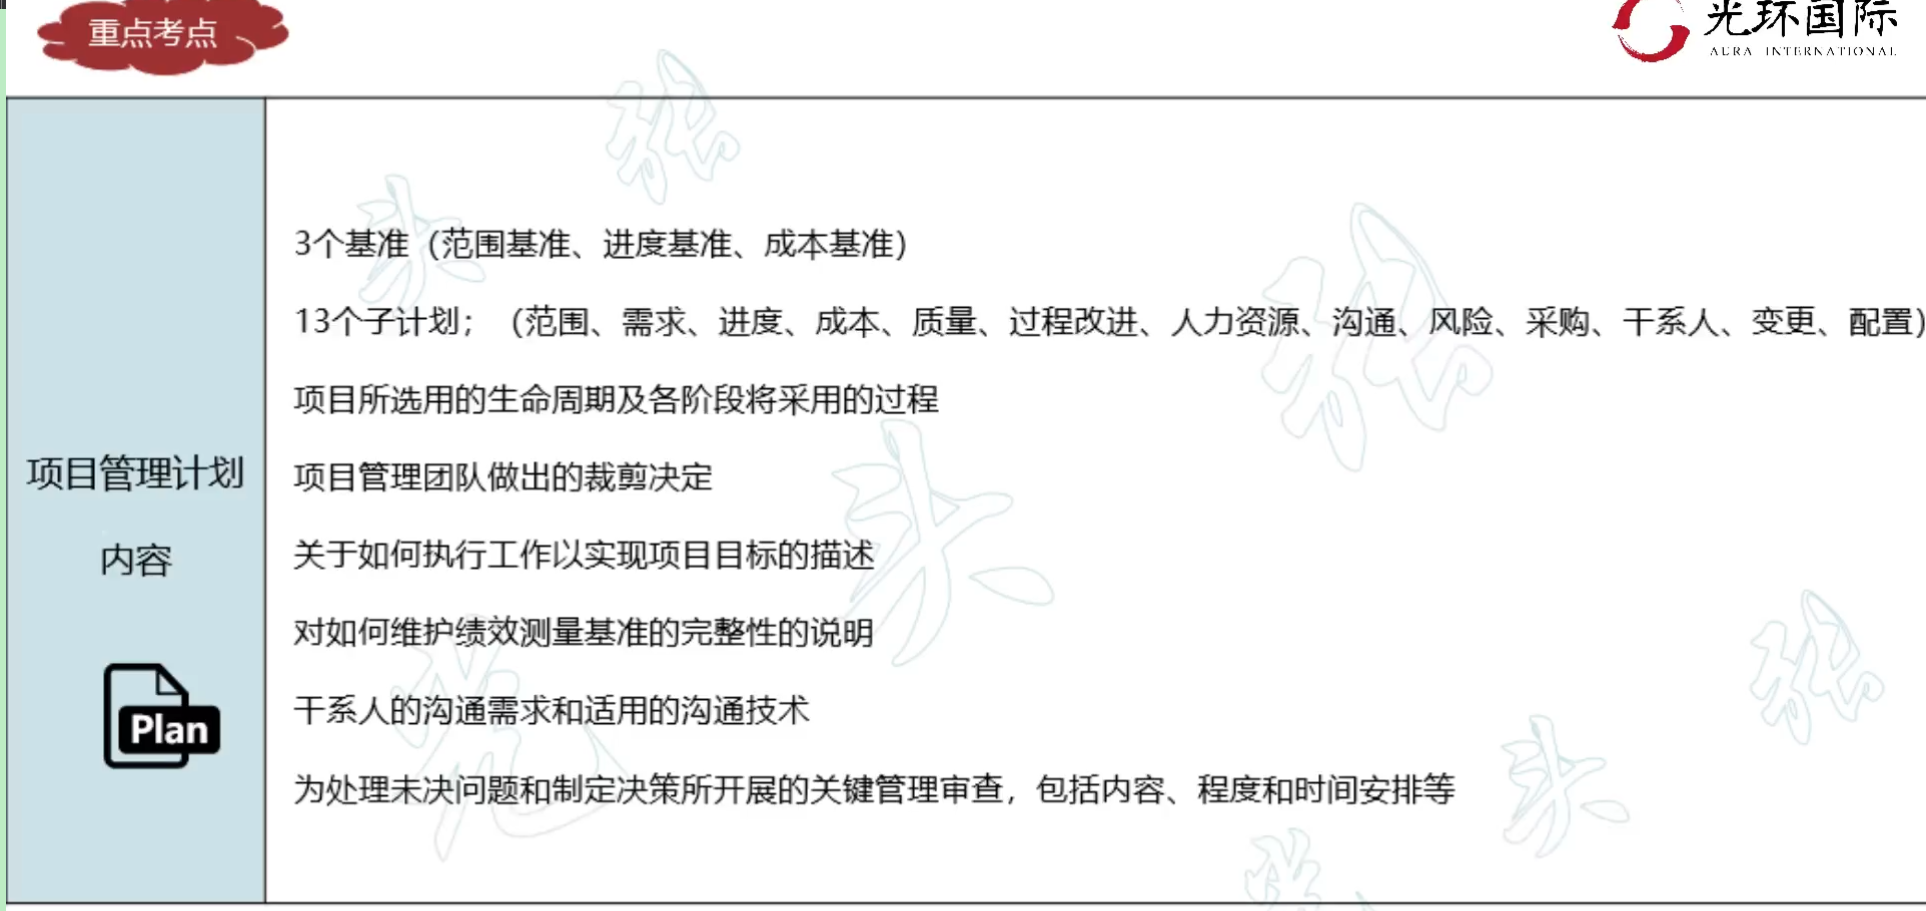 重点考点
光环国际
AURA INTERNATIONAL
项目管理计划
内容
Plan
3个基准（范围基准、进度基准、成本基准）
13个子计划；（范围、需求、进度、成本、质量、过程改进、人力资源、沟通、风险、采购、干系人、变更、配置）
项目所选用的生命周期及各阶段将采用的过程
项目管理团队做出的裁剪决定
关于如何执行工作以实现项目目标的描述
对如何维护绩效测量基准的完整性的说明
干系人的沟通需求和适用的沟通技术
为处理未决问题和制定决策所开展的关键管理审查，包括内容、程度和时间安排等